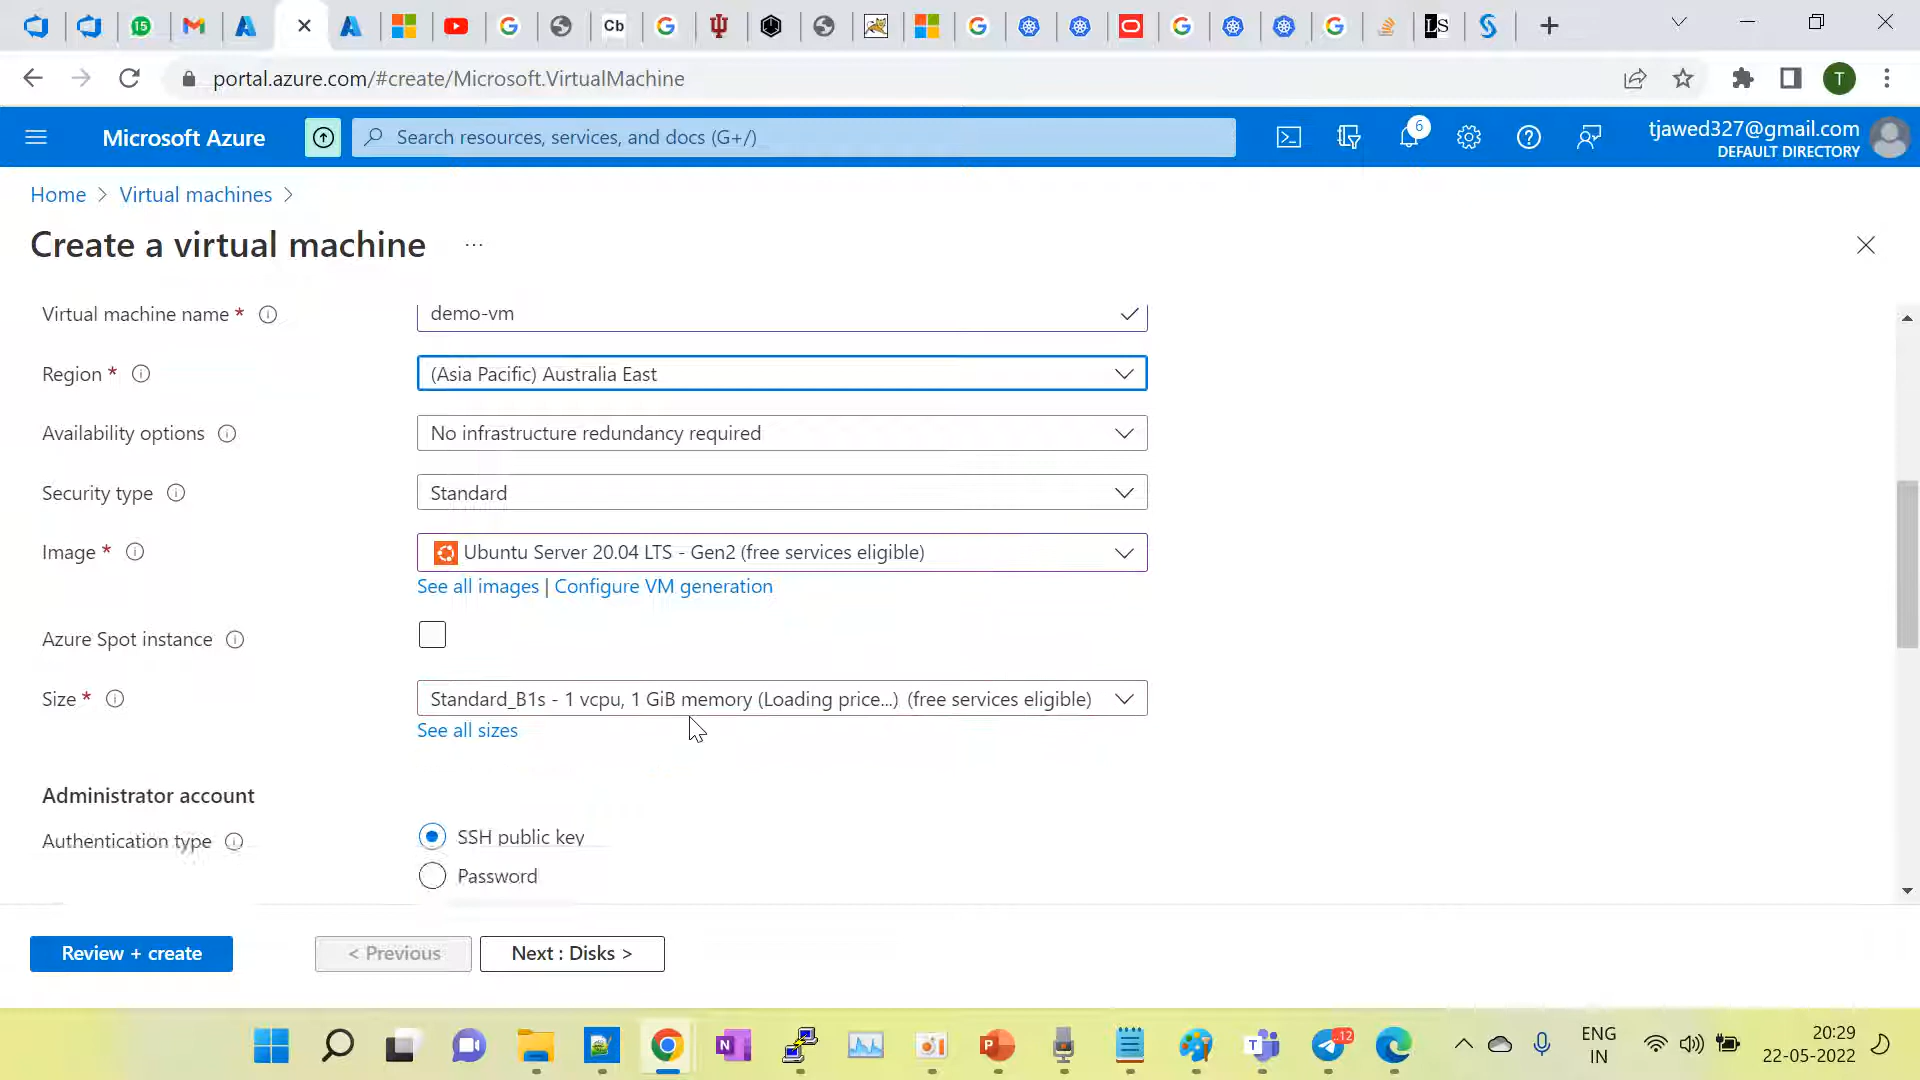 15
Cb
LS
portal.azure.com/#create/Microsoft.VirtualMachine
T
Microsoft Azure
Search resources, services, and docs (G+/)
6
tjawed327@gmail.com
DEFAULT DIRECTORY
Home > Virtual machines >
Create a virtual machine ...
Virtual machine name *
demo-vm
Region *
(Asia Pacific) Australia East
Availability options
No infrastructure redundancy required
Security type
Standard
Image *
Ubuntu Server 20.04 LTS - Gen2 (free services eligible)
See all images | Configure VM generation
Azure Spot instance
Size *
Standard_B1s - 1 vcpu, 1 GiB memory (Loading price...) (free services eligible)
See all sizes
Administrator account
Authentication type
SSH public key
Password
Review + create
< Previous
Next : Disks >
12
ENG
IN
20:29
22-05-2022